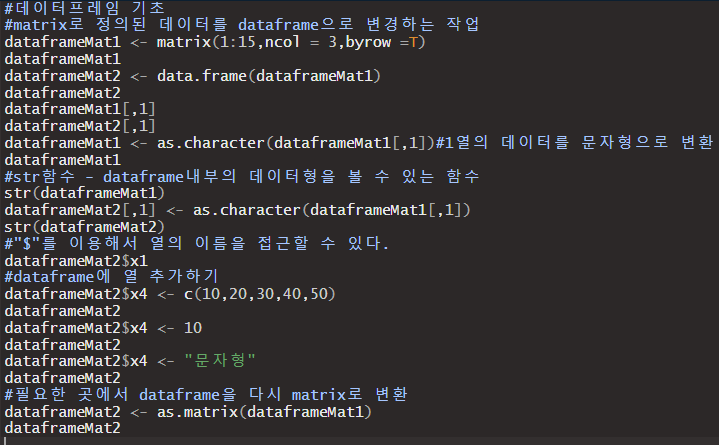 #데이터프레임 기초
#matrix로 정의된 데이터를 dataframe으로 변경하는 작업
dataframeMat1 <- matrix(1:15,ncol = 3,byrow =T)
dataframeMat1
dataframeMat2 <- data.frame(dataframeMat1)
dataframeMat2
dataframeMat1[,1]
dataframeMat2[,1]
dataframeMat1 <- as.character(dataframeMat1[,1])#1열의 데이터를 문자형으로 변환
dataframeMat1
#str함수 - dataframe내부의 데이터형을 볼 수 있는 함수
str(dataframeMat1)
dataframeMat2[,1] <- as.character(dataframeMat1[,1])
str(dataframeMat2)
#"$"를 이용해서 열의 이름을 접근할 수 있다.
dataframeMat2$x1
#dataframe에 열 추가하기
dataframeMat2$x4 <- c(10,20,30,40,50)
dataframeMat2
dataframeMat2$x4 <- 10
dataframeMat2
dataframeMat2$x4 <- "문자형"
dataframeMat2
#필요한 곳에서 dataframe을 다시 matrix로 변환
dataframeMat2 <- as.matrix(dataframeMat1)
dataframeMat2